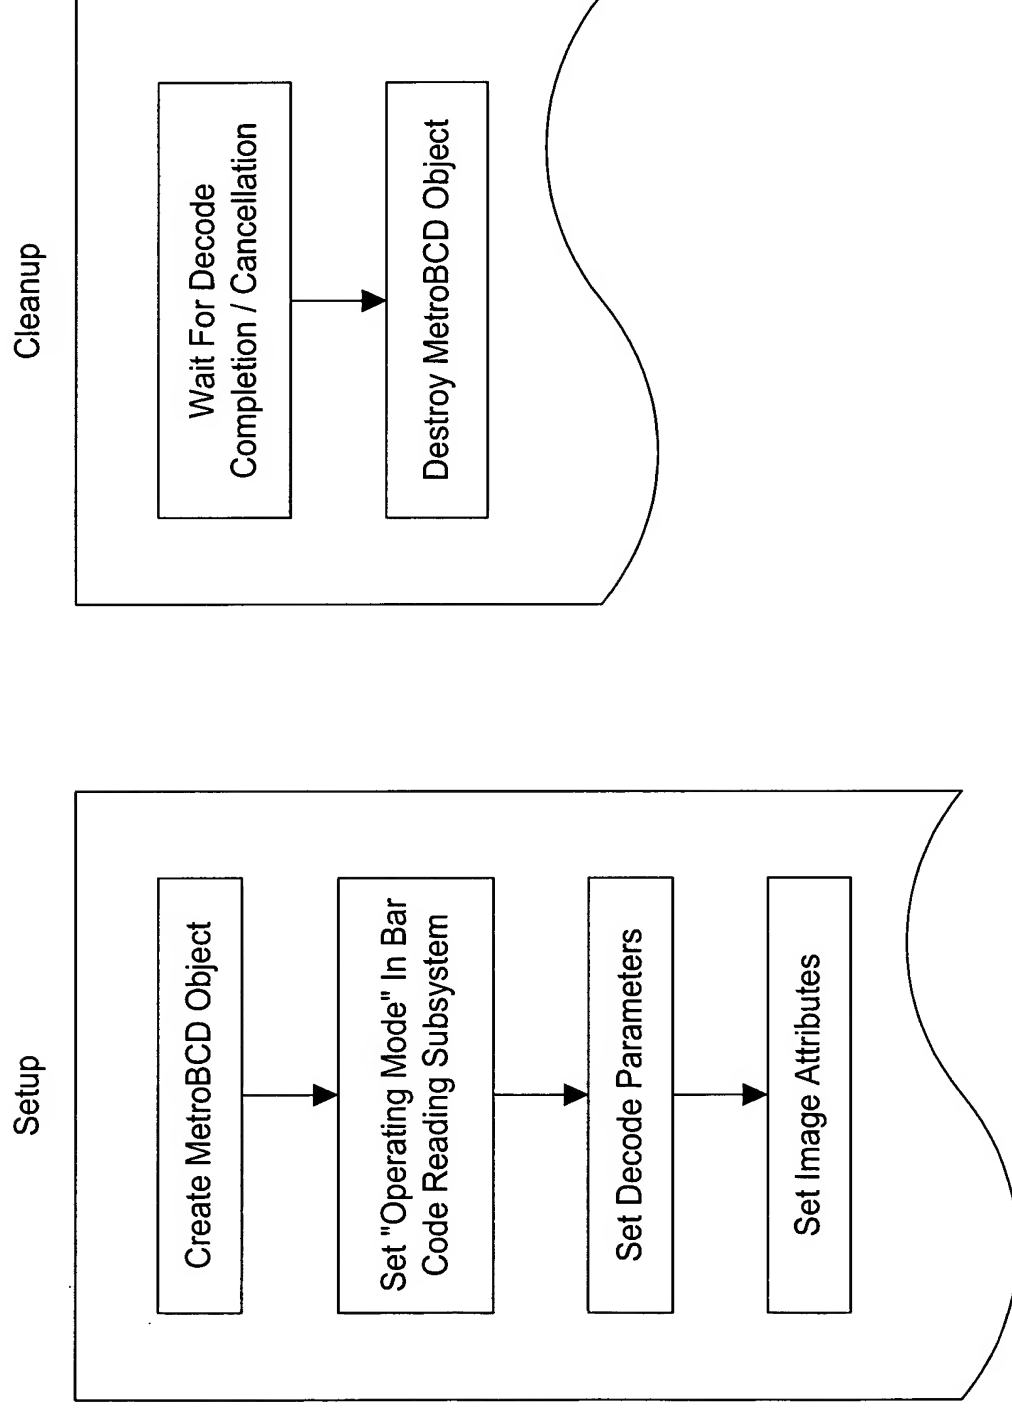 Setup
Create MetroBCD Object
Set "Operating Mode" In Bar
Code Reading Subsystem
Set Decode Parameters
Set Image Attributes
Cleanup
Wait For Decode
Completion / Cancellation
Destroy MetroBCD Object